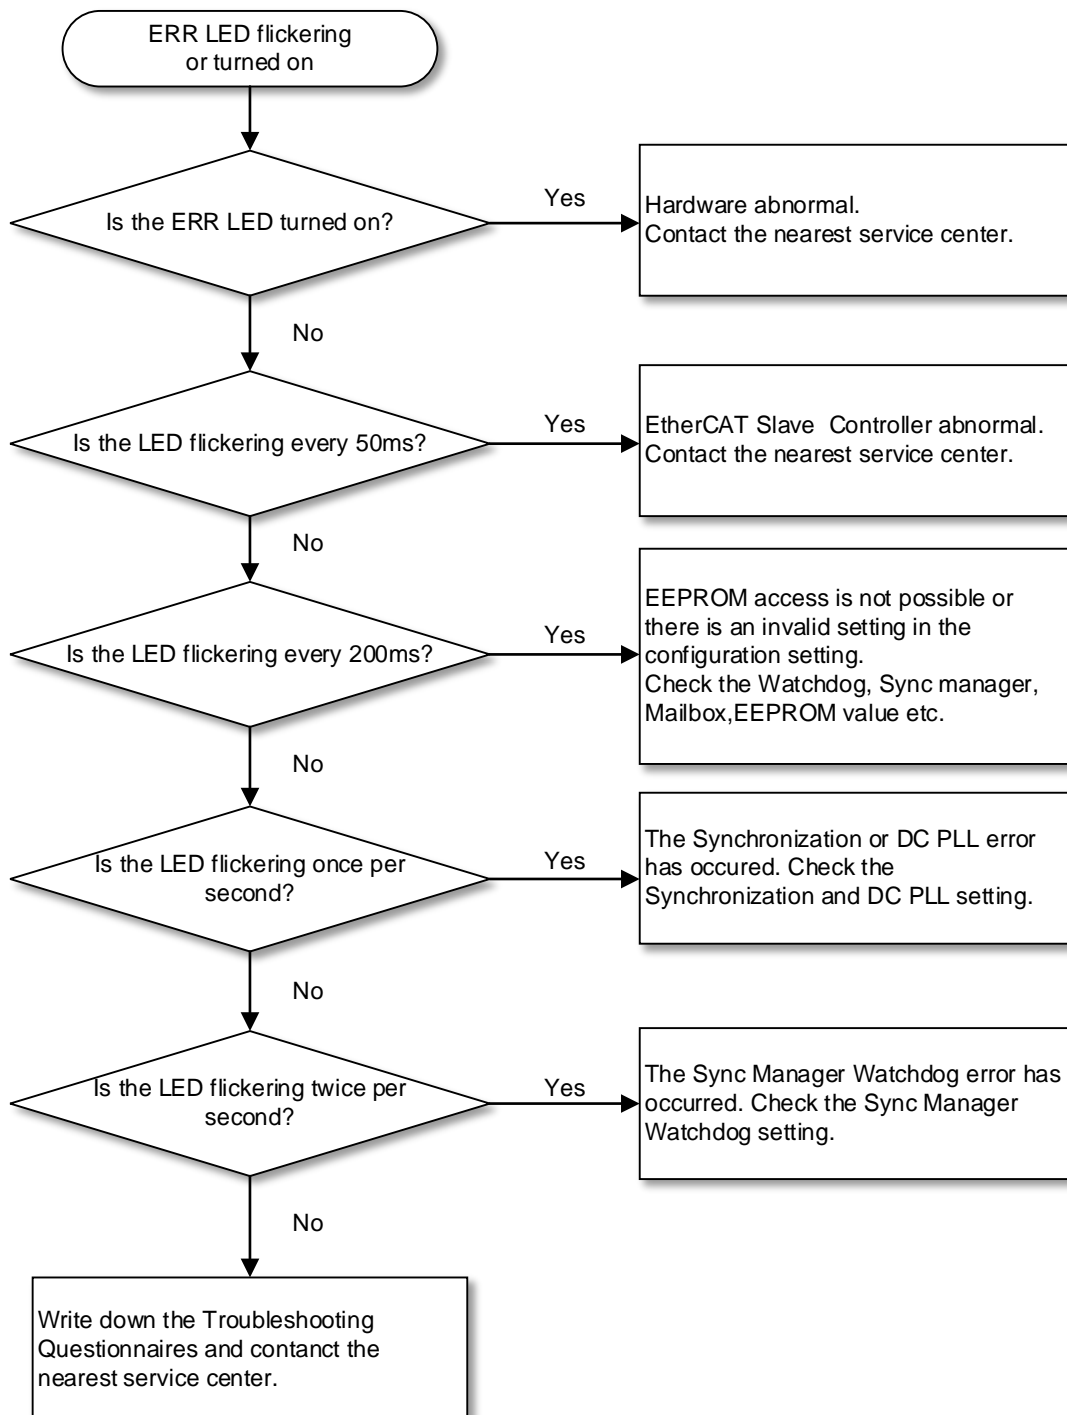 ERR LED flickering
or turned on
Is the ERR LED turned on?
Yes
Hardware abnormal.
Contact the nearest service center.
No
Is the LED flickering every 50ms?
Yes
EtherCAT Slave  Controller abnormal.
Contact the nearest service center.
No
Is the LED flickering every 200ms?
Yes
EEPROM access is not possible or
there is an invalid setting in the
configuration setting.
Check the Watchdog, Sync manager,
Mailbox,EEPROM value etc.
No
Is the LED flickering once per
second?
Yes
The Synchronization or DC PLL error
has occured. Check the
Synchronization and DC PLL setting.
No
Is the LED flickering twice per
second?
Yes
The Sync Manager Watchdog error has
occurred. Check the Sync Manager
Watchdog setting.
No
Write down the Troubleshooting
Questionnaires and contanct the
nearest service center.